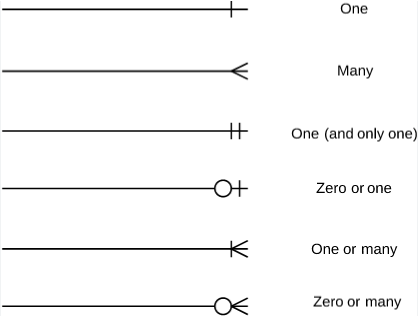 One
Many
One (and only one)
Zero or one
One or many
Zero or many